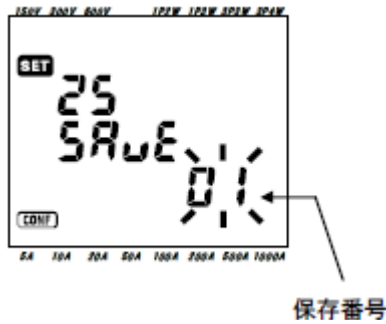 150V 300V 600V 1P2W 1P3W 3P3W 3P4W
SET
25
SAvE
01
CONF
5A 10A 20A 50A 100A 200A 500A 1000A
保存番号